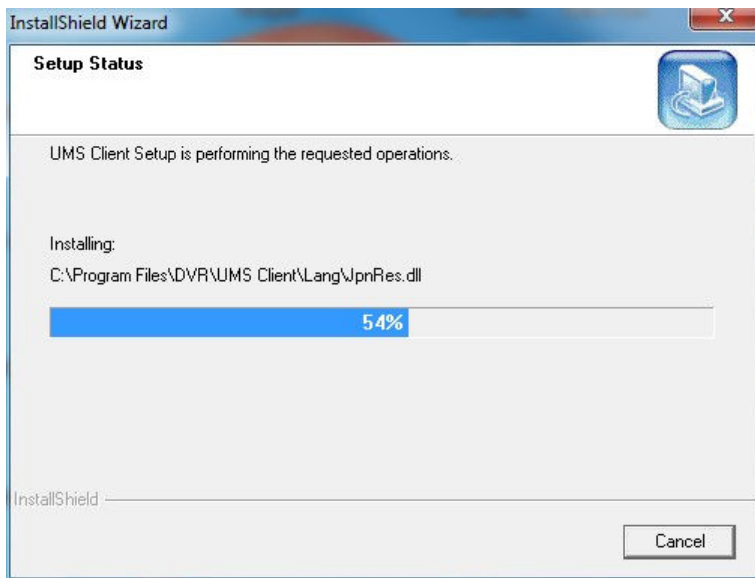 InstallShield Wizard
Setup Status
UMS Client Setup is performing the requested operations.
Installing:
C:\Program Files\DVR\UMS Client\Lang\JpnRes.dll
54%
InstallShield
Cancel